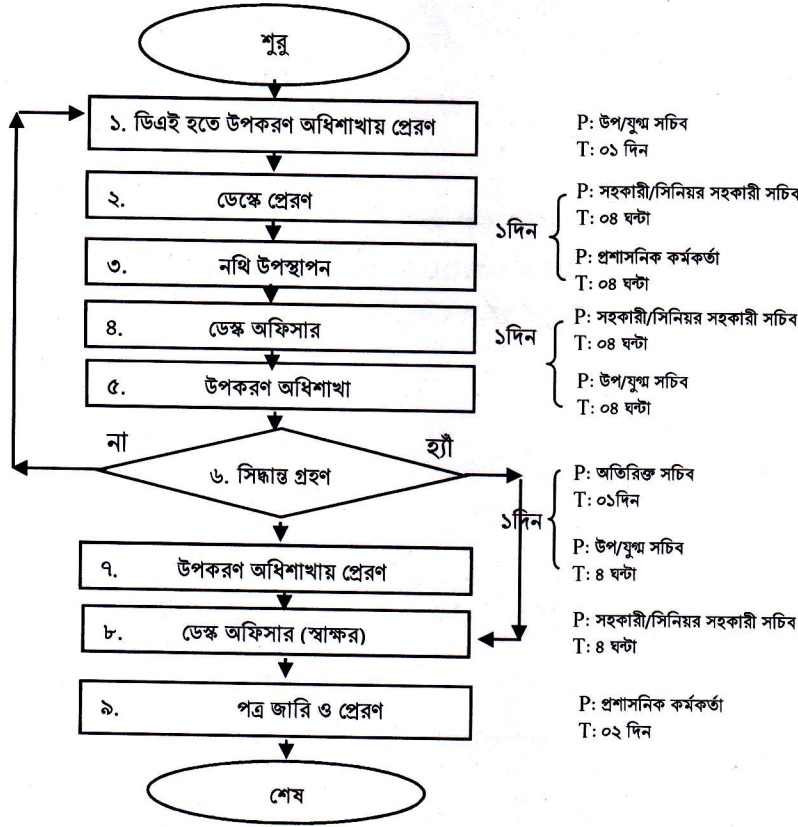 শুরু
১. ডিএই হতে উপকরণ অধিশাখায় প্রেরণ
P: উপ/যুগ্ম সচিব
T: ০১ দিন
২. ডেস্কে প্রেরণ
P: সহকারী/সিনিয়র সহকারী সচিব
T: ০৪ ঘন্টা
১দিন
৩. নথি উপস্থাপন
P: প্রশাসনিক কর্মকর্তা
T: ০৪ ঘন্টা
৪. ডেস্ক অফিসার
P: সহকারী/সিনিয়র সহকারী সচিব
T: ০৪ ঘন্টা
১দিন
৫. উপকরণ অধিশাখা
P: উপ/যুগ্ম সচিব
T: ০৪ ঘন্টা
না
হ্যাঁ
৬. সিদ্ধান্ত গ্রহণ
P: অতিরিক্ত সচিব
T: ০১দিন
১দিন
P: উপ/যুগ্ম সচিব
T: ৪ ঘন্টা
৭. উপকরণ অধিশাখায় প্রেরণ
৮. ডেস্ক অফিসার (স্বাক্ষর)
P: সহকারী/সিনিয়র সহকারী সচিব
T: ৪ ঘন্টা
৯. পত্র জারি ও প্রেরণ
P: প্রশাসনিক কর্মকর্তা
T: ০২ দিন
শেষ